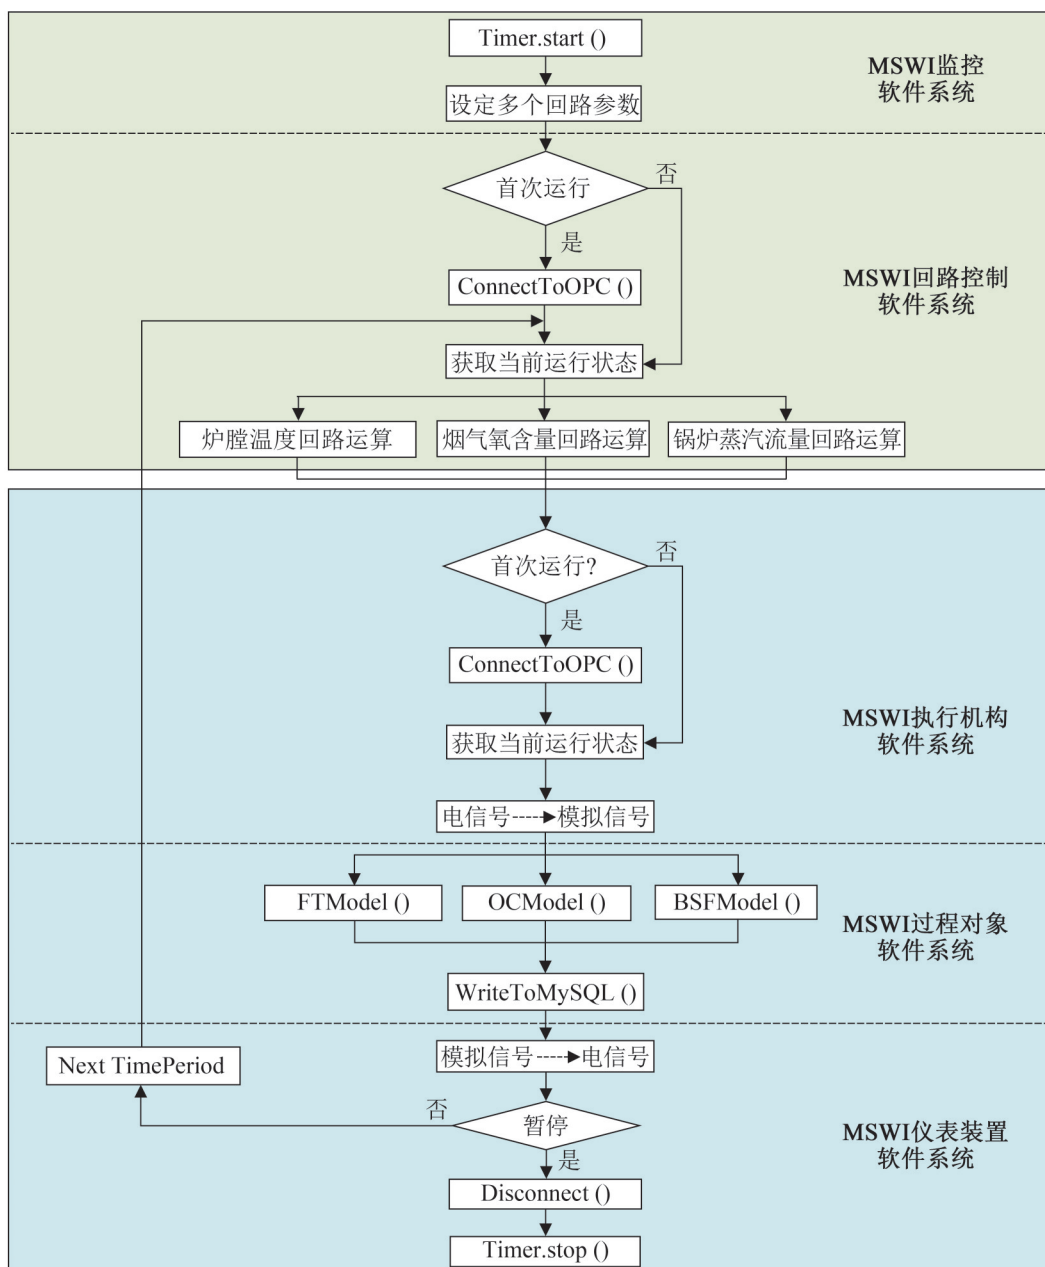 Timer.start ()
MSWI监控
软件系统
设定多个回路参数
首次运行
否
是
ConnectToOPC ()
MSWI回路控制
软件系统
获取当前运行状态
炉膛温度回路运算
烟气氧含量回路运算
锅炉蒸汽流量回路运算
首次运行?
否
是
ConnectToOPC ()
获取当前运行状态
MSWI执行机构
软件系统
电信号 模拟信号
FTModel ()
OCModel ()
BSFModel ()
MSWI过程对象
软件系统
WriteToMySQL ()
模拟信号 电信号
Next TimePeriod
否
暂停
MSWI仪表装置
软件系统
是
Disconnect ()
Timer.stop ()